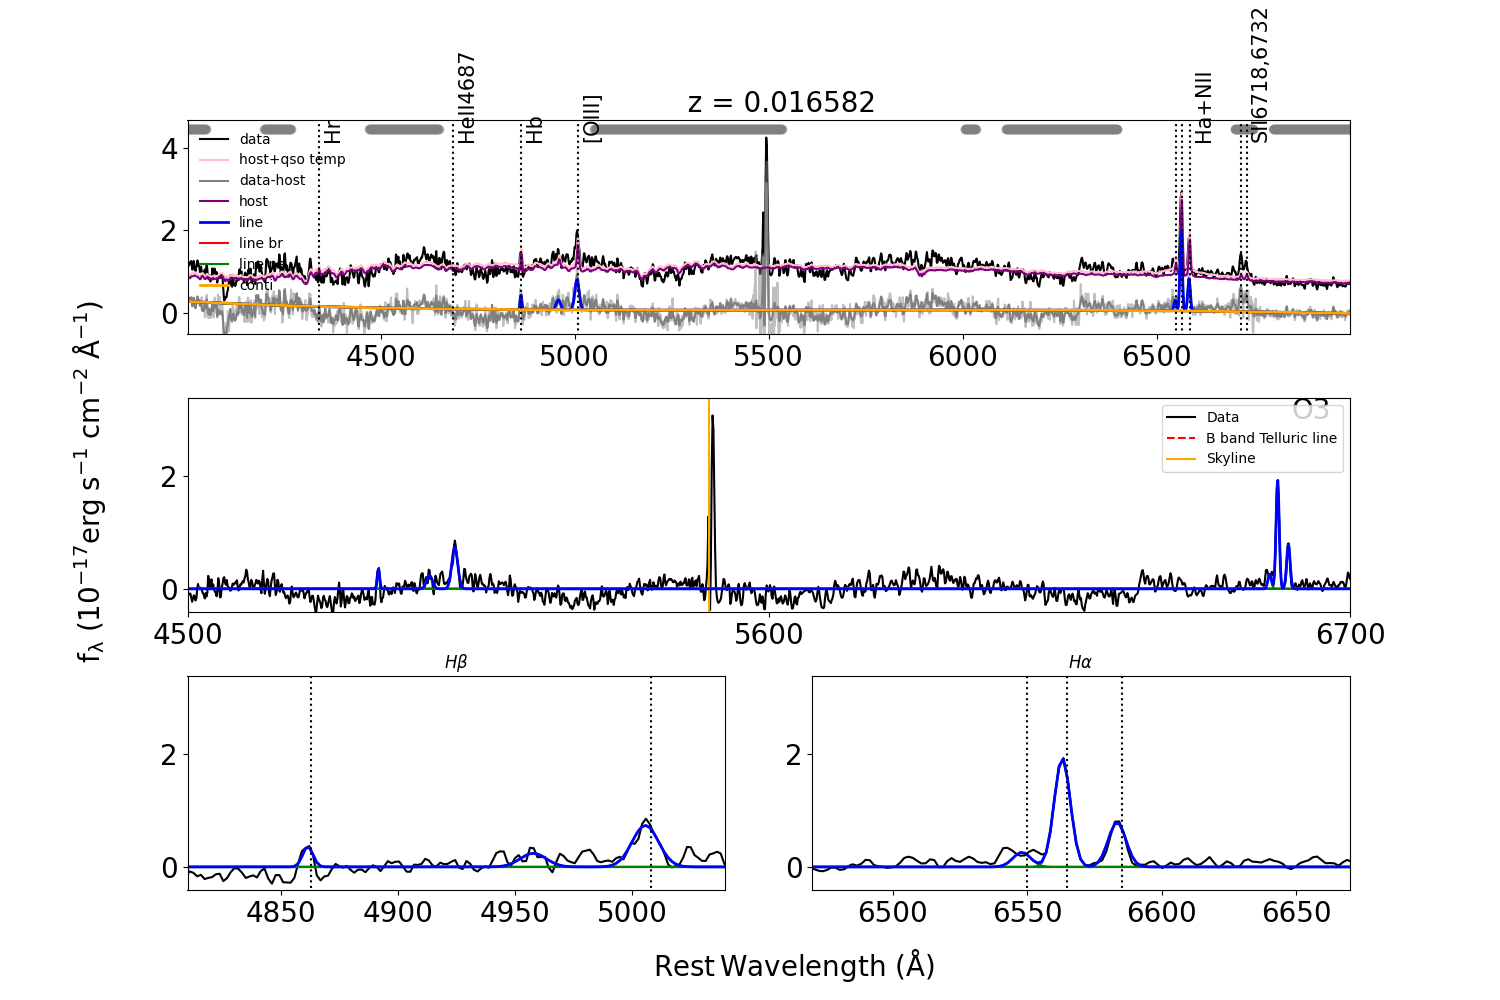 z = 0.016582
Hr
HeII4687
Hb
[OIII]
Ha+NII
SII6718,6732
data
host+qso temp
data-host
host
line
line br
conti
4
2
0
4500 5000 5500 6000 6500
O3
Data
B band Telluric line
Skyline
2
0
4500 5600 6700
fλ (10⁻¹⁷erg s⁻¹ cm⁻² Å⁻¹)
Hβ
2
0
4850 4900 4950 5000
Hα
2
0
6500 6550 6600 6650
Rest Wavelength (Å)